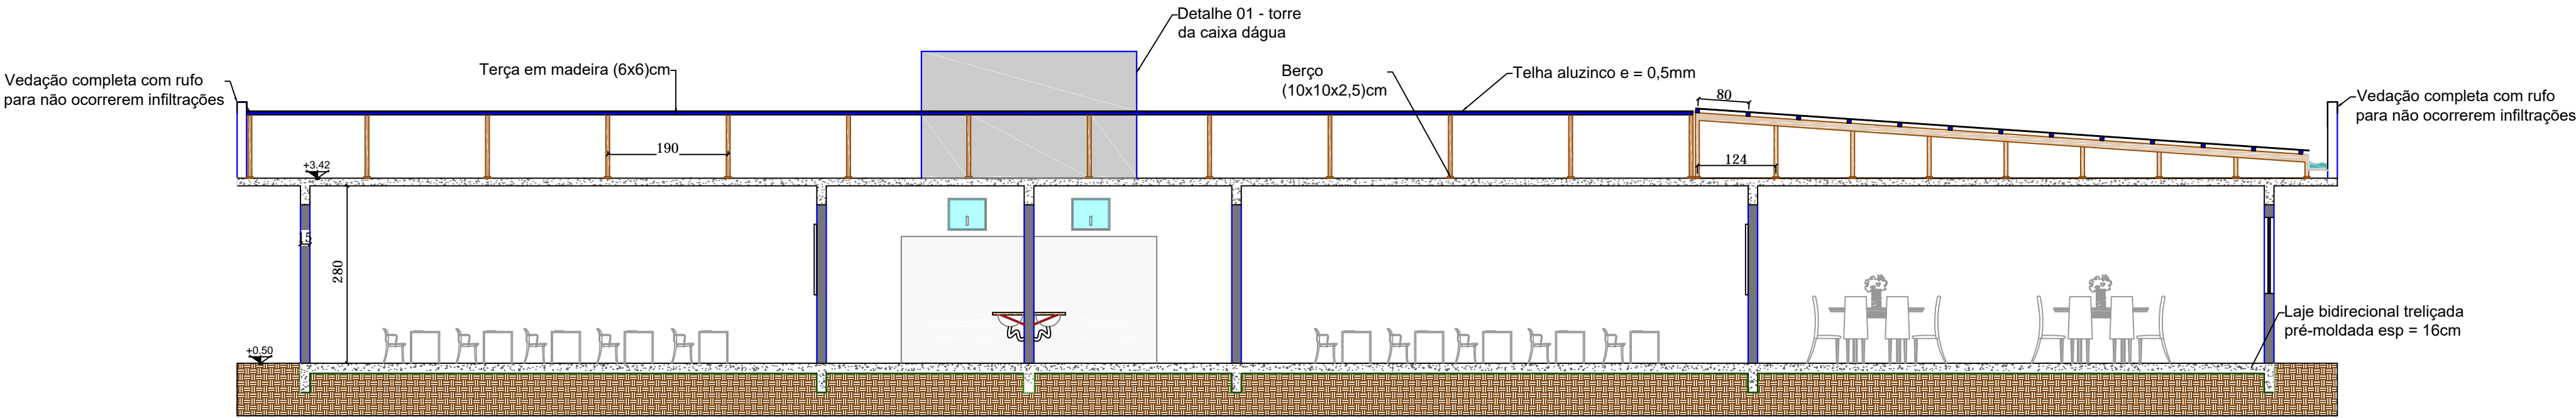 Detalhe 01 - torre
da caixa dágua
Vedação completa com rufo
para não ocorrerem infiltrações
Terça em madeira (6x6)cm
Berço
(10x10x2,5)cm
Telha aluzinco e = 0,5mm
80
Vedação completa com rufo
para não ocorrerem infiltrações
190
124
+3.42
15
280
Laje bidirecional treliçada
pré-moldada esp = 16cm
+0.50